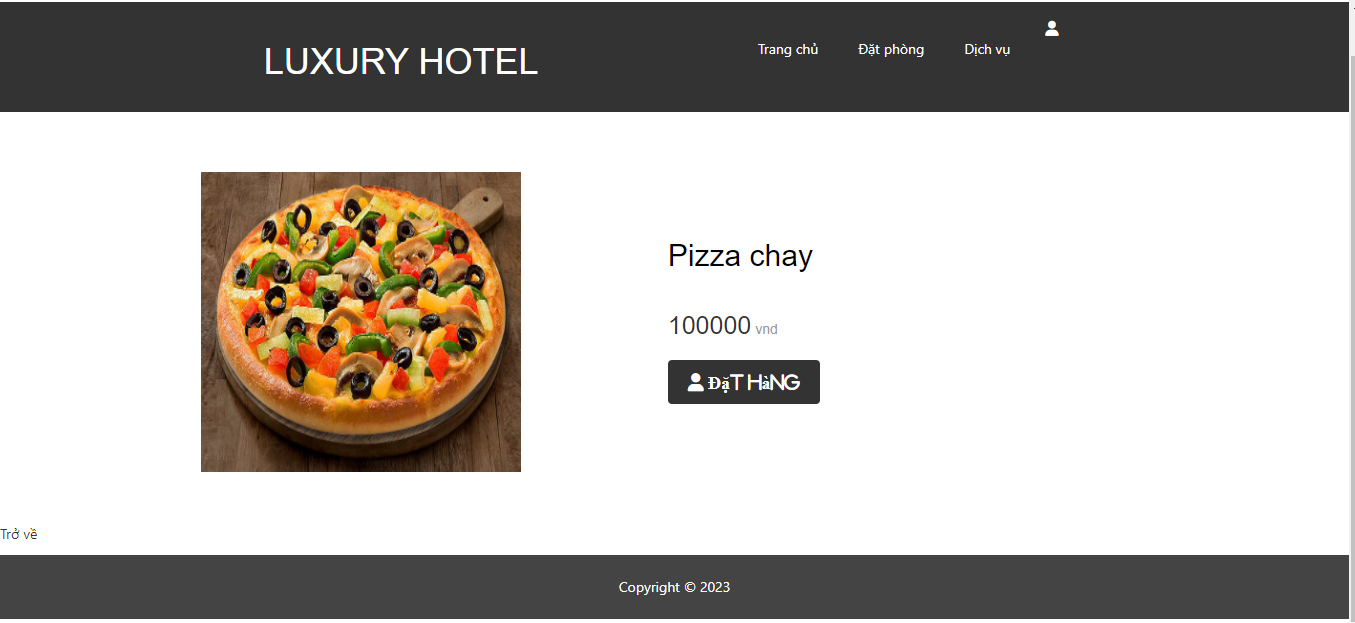 LUXURY HOTEL
Trang chủ Đặt phòng Dịch vụ
Pizza chay
100000 vnd
ĐặT HàNG
Trở về
Copyright © 2023